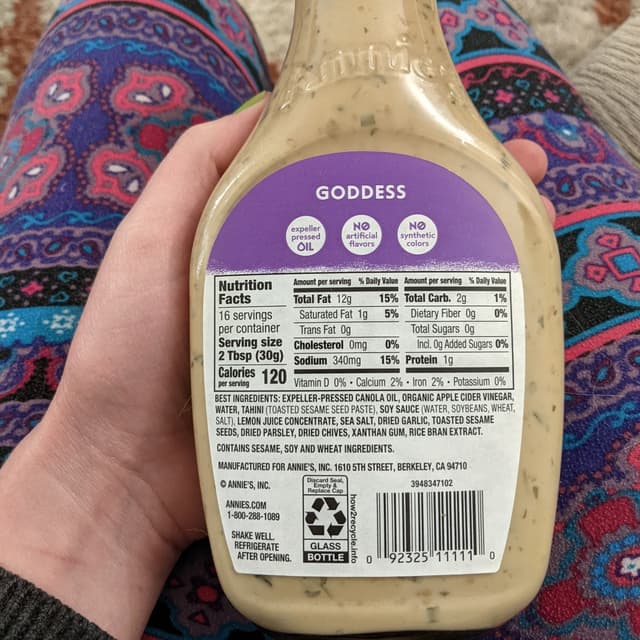 Annie's
GODDESS
expeller
pressed
OIL
NO
artificial
flavors
NO
synthetic
colors
Nutrition
Facts
16 servings
per container
Serving size
2 Tbsp (30g)
Calories
per serving 120
Amount per serving % Daily Value
Total Fat 12g 15%
Saturated Fat 1g 5%
Trans Fat 0g
Cholesterol 0mg 0%
Sodium 340mg 15%
Amount per serving % Daily Value
Total Carb. 2g 1%
Dietary Fiber 0g 0%
Total Sugars 0g
Incl. 0g Added Sugars 0%
Protein 1g
Vitamin D 0% • Calcium 2% • Iron 2% • Potassium 0%
BEST INGREDIENTS: EXPELLER-PRESSED CANOLA OIL, ORGANIC APPLE CIDER VINEGAR,
WATER, TAHINI (TOASTED SESAME SEED PASTE), SOY SAUCE (WATER, SOYBEANS, WHEAT,
SALT), LEMON JUICE CONCENTRATE, SEA SALT, DRIED GARLIC, TOASTED SESAME
SEEDS, DRIED PARSLEY, DRIED CHIVES, XANTHAN GUM, RICE BRAN EXTRACT.
CONTAINS SESAME, SOY AND WHEAT INGREDIENTS.
MANUFACTURED FOR ANNIE'S, INC. 1610 5TH STREET, BERKELEY, CA 94710
© ANNIE'S, INC.
ANNIES.COM
1-800-288-1089
SHAKE WELL.
REFRIGERATE
AFTER OPENING.
Discard Seal,
Empty &
Replace Cap
GLASS
BOTTLE
how2recycle.info
3948347102
0 92325 11111 0